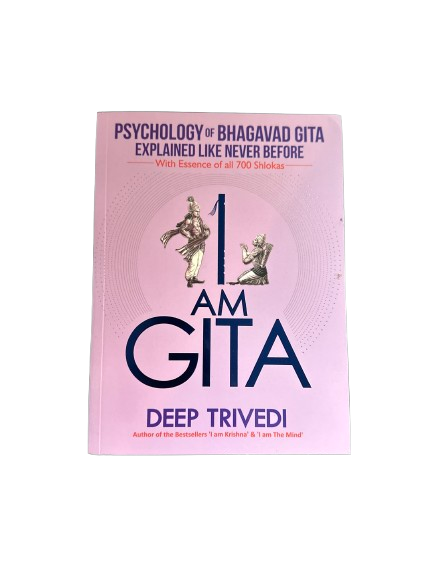 PSYCHOLOGY OF BHAGAVAD GITA
EXPLAINED LIKE NEVER BEFORE
With Essence of all 700 Shlokas
I
AM
GITA
DEEP TRIVEDI
Author of the Bestsellers 'I am Krishna' & 'I am The Mind'